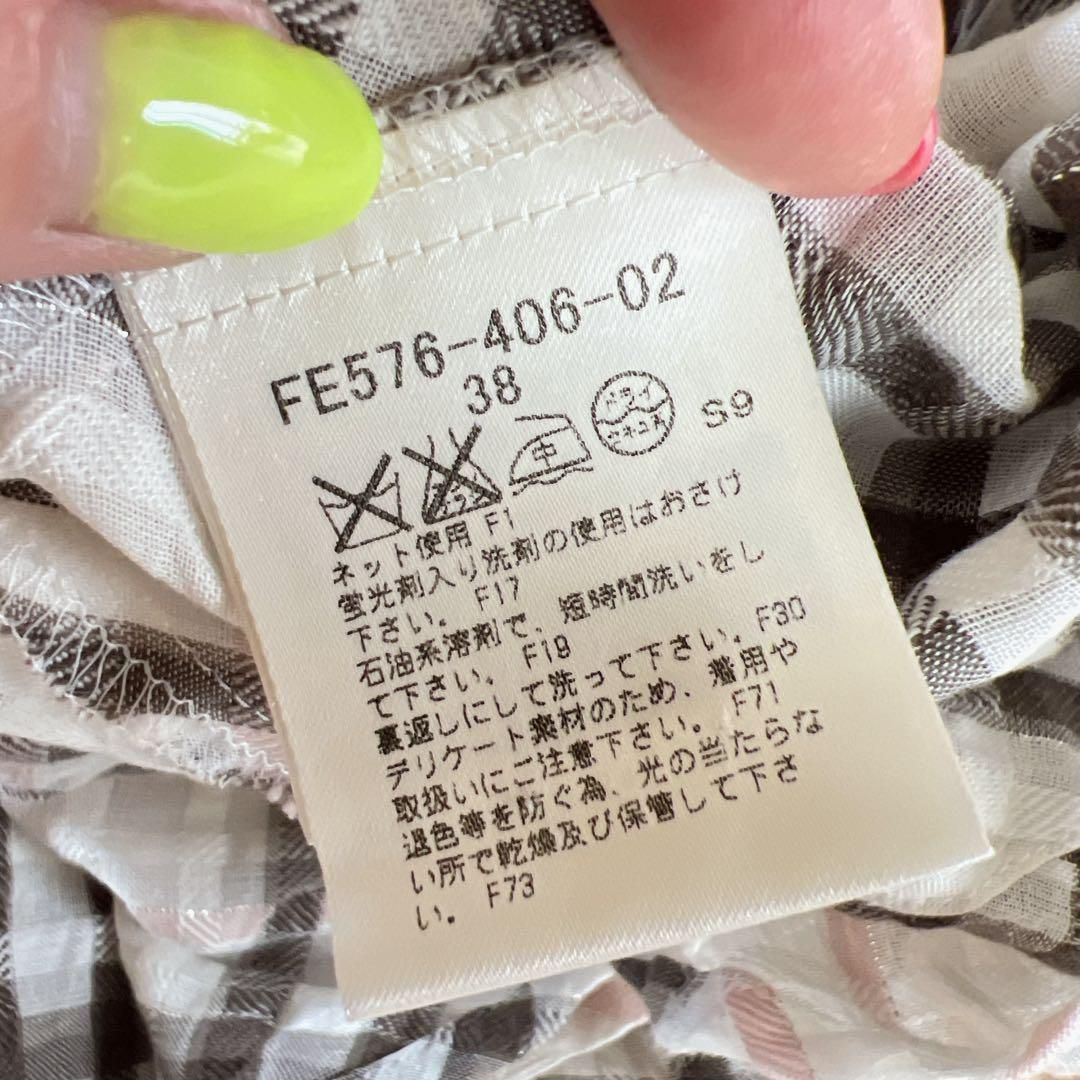 FE576-406-02
38
中
ドライ
セキユ系
S9
ネット使用 F1
蛍光剤入り洗剤の使用はおさけ
下さい。 F17
石油系溶剤で、短時間洗いをし
て下さい。 F19
裏返しにして洗って下さい。F30
デリケート素材のため、着用や
取扱いにご注意下さい。 F71
退色等を防ぐ為、光の当たらな
い所で乾燥及び保管して下さ
い。 F73